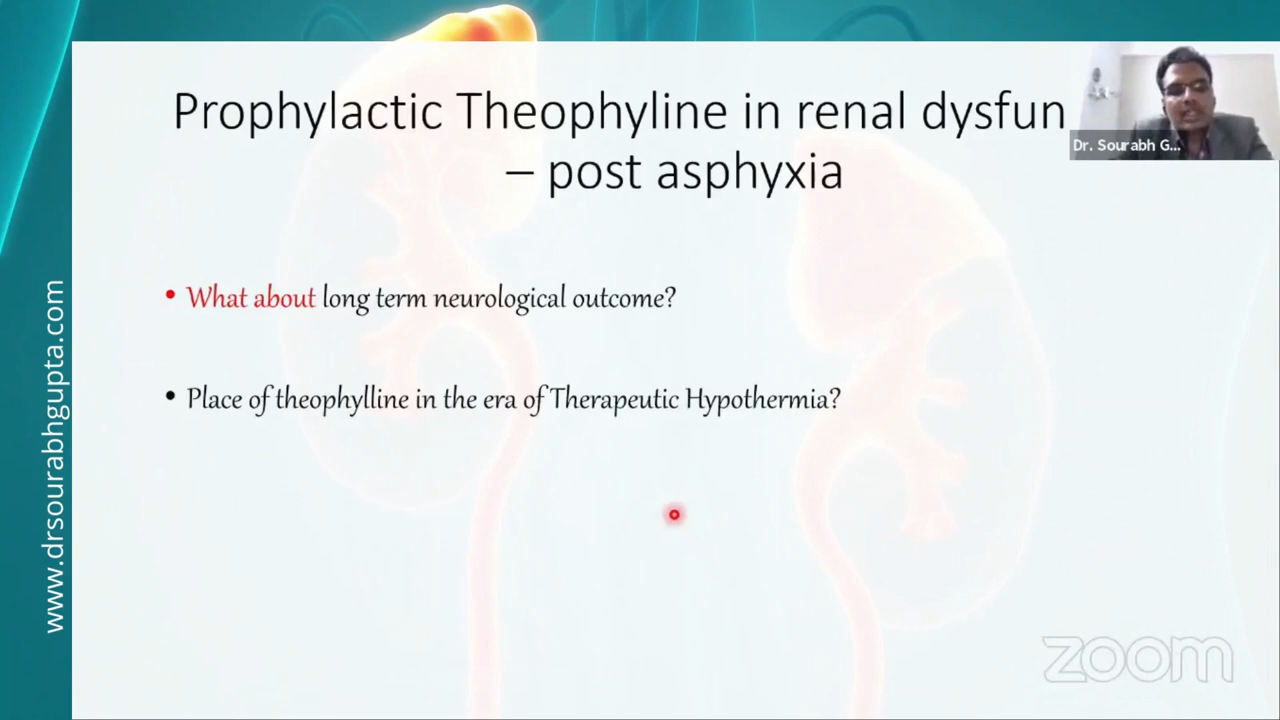 Prophylactic Theophyline in renal dysfun
– post asphyxia
Dr. Sourabh G...
• What about long term neurological outcome?
• Place of theophylline in the era of Therapeutic Hypothermia?
www.drsourabhgupta.com
zoom